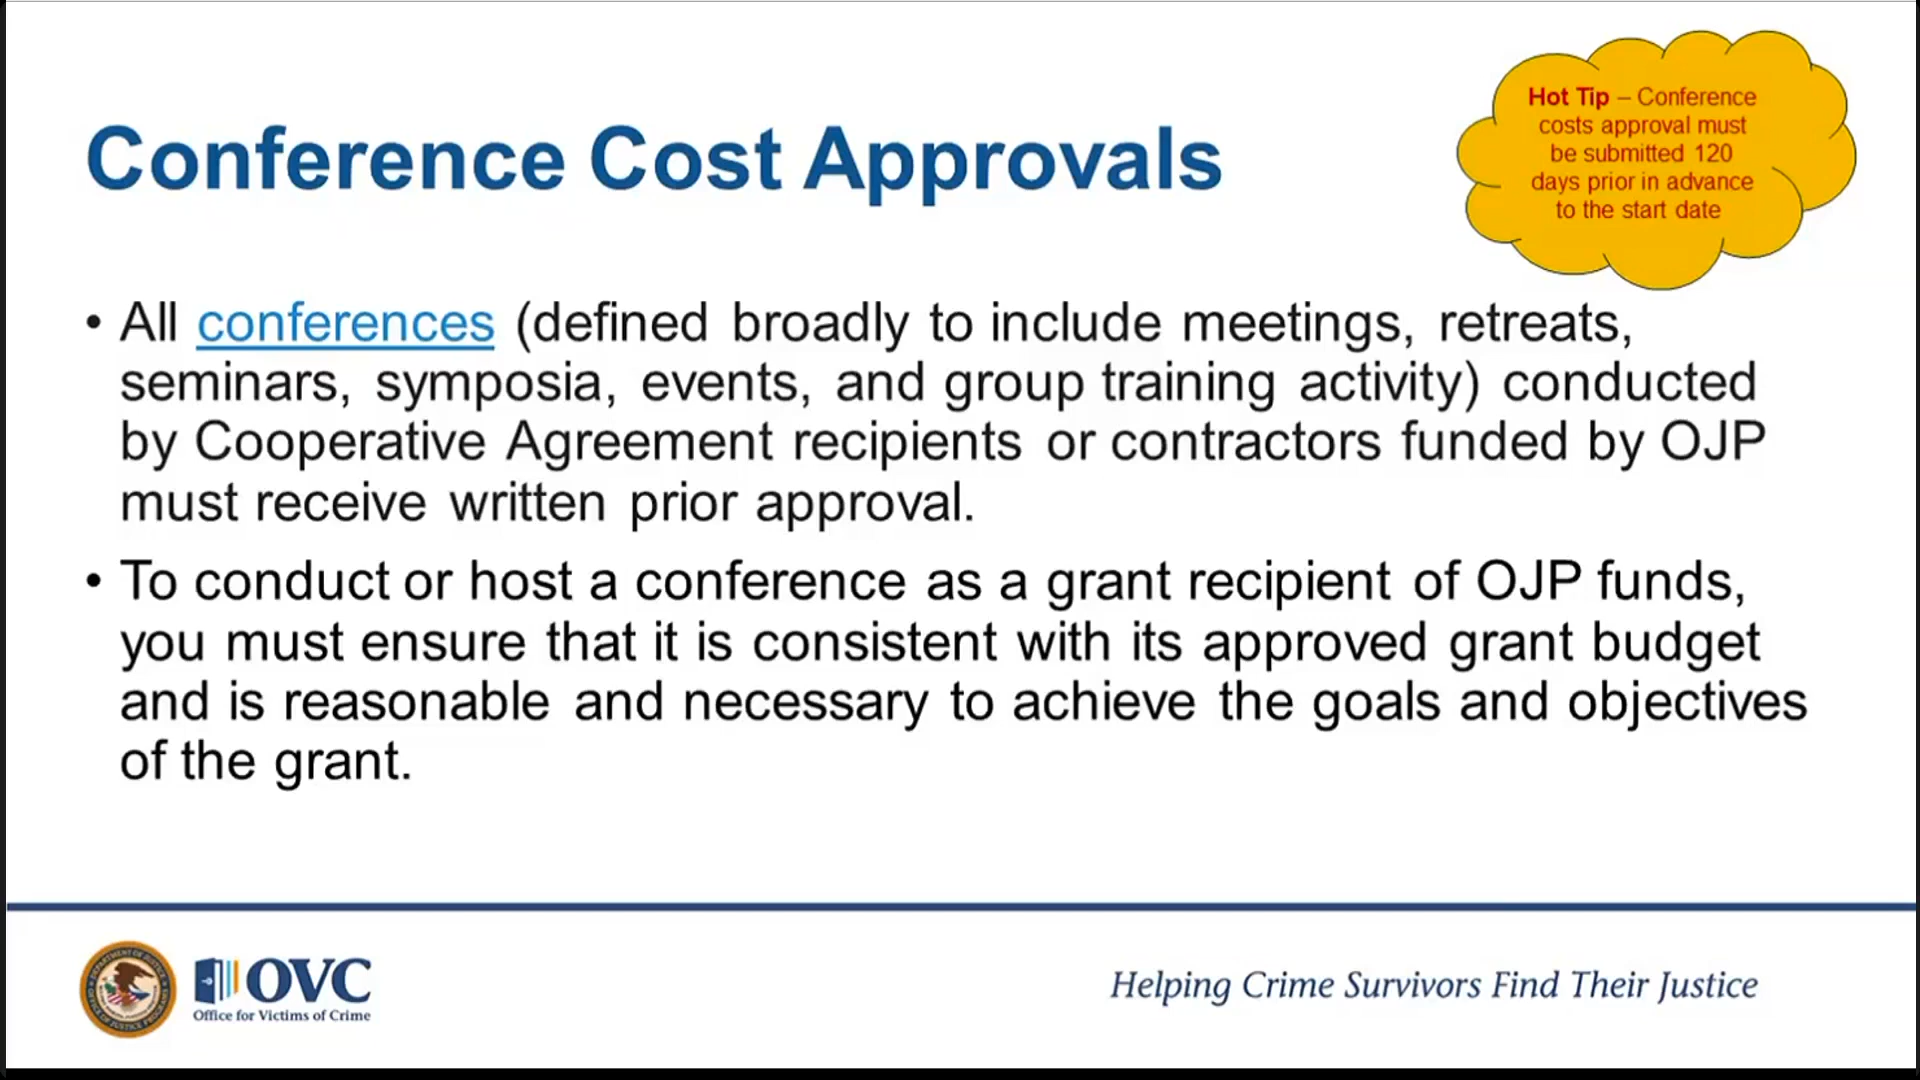 Hot Tip – Conference
costs approval must
be submitted 120
days prior in advance
to the start date
Conference Cost Approvals
• All conferences (defined broadly to include meetings, retreats,
seminars, symposia, events, and group training activity) conducted
by Cooperative Agreement recipients or contractors funded by OJP
must receive written prior approval.
• To conduct or host a conference as a grant recipient of OJP funds,
you must ensure that it is consistent with its approved grant budget
and is reasonable and necessary to achieve the goals and objectives
of the grant.
OVC
Office for Victims of Crime
Helping Crime Survivors Find Their Justice